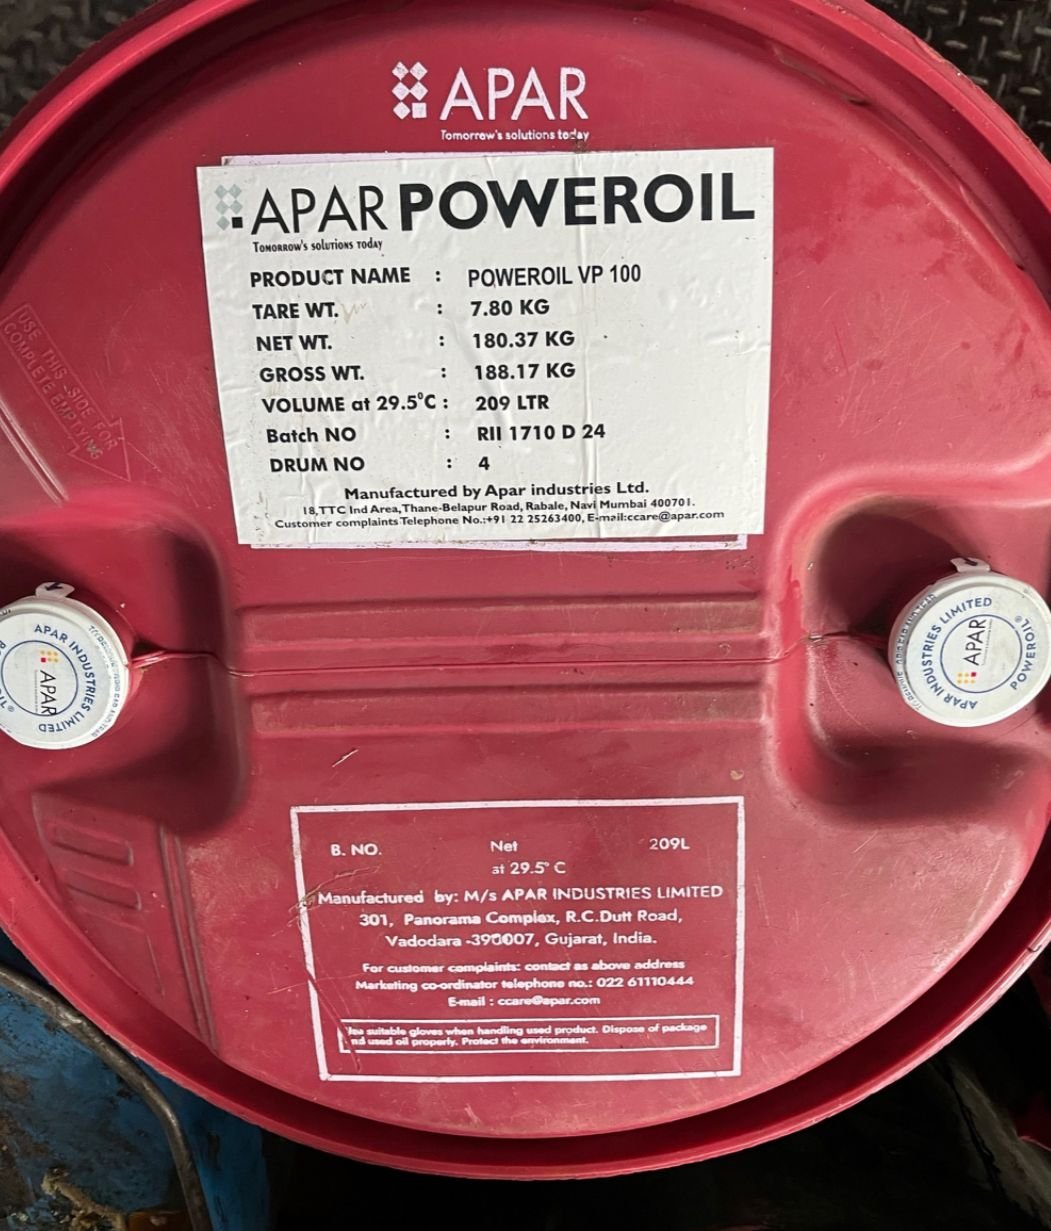 APAR
Tomorrow's solutions today
APAR POWEROIL
TOMORROW'S SOLUTIONS TODAY
PRODUCT NAME : POWEROIL VP 100
TARE WT. : 7.80 KG
NET WT. : 180.37 KG
GROSS WT. : 188.17 KG
VOLUME at 29.5°C : 209 LTR
Batch NO : RII 1710 D 24
DRUM NO : 4
Manufactured by Apar industries Ltd.
18,TTC Ind Area,Thane-Belapur Road, Rabale, Navi Mumbai 400701.
Customer complaints Telephone No.:+91 22 25263400, E-mail:ccare@apar.com
USE THIS SIDE FOR
COMPLETE EMPTYING
APAR INDUSTRIES LIMITED
APAR
APAR INDUSTRIES LIMITED
POWEROIL®
APAR
B. NO. Net 209L
at 29.5° C
Manufactured by: M/s APAR INDUSTRIES LIMITED
301, Panorama Complex, R.C.Dutt Road,
Vadodara -390007, Gujarat, India.
For customer complaints: contact as above address
Marketing co-ordinator telephone no.: 022 61110444
E-mail : ccare@apar.com
suitable gloves when handling used product. Dispose of package
used oil properly. Protect the environment.